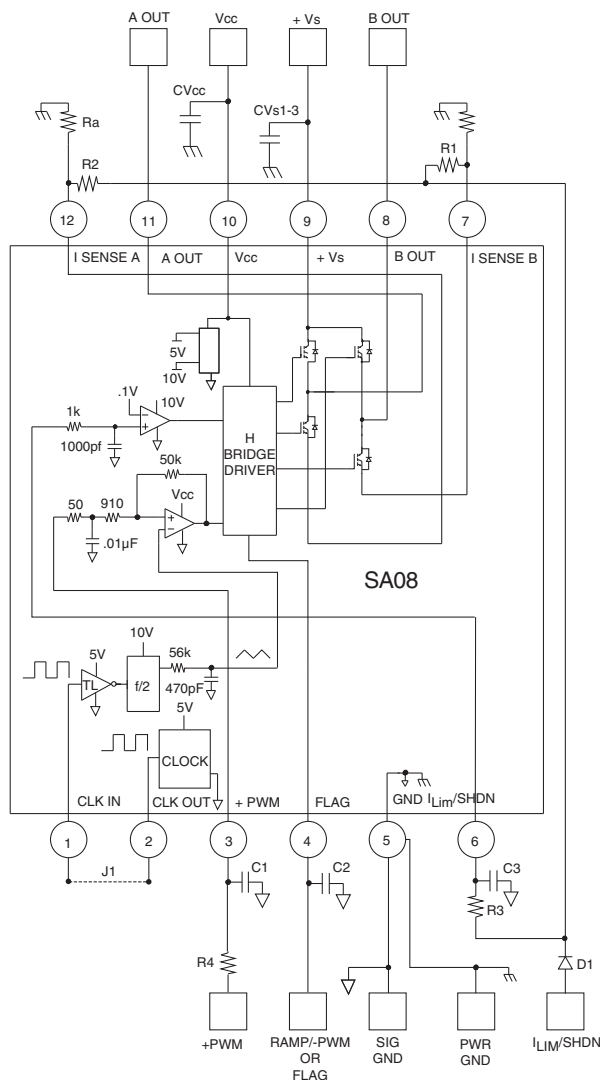 A OUT
Vcc
+ Vs
B OUT
CVcc
CVs1-3
Ra
R2
R1
12
11
10
9
8
7
I SENSE A
A OUT
Vcc
+ Vs
B OUT
I SENSE B
5V
10V
.1V
10V
1k
1000pf
H
BRIDGE
DRIVER
50k
50
910
Vcc
.01µF
SA08
10V
5V
56k
TL
f/2
470pF
5V
CLOCK
GND
CLK IN
CLK OUT
+ PWM
FLAG
ILim/SHDN
1
2
3
4
5
6
J1
C1
C2
C3
R3
R4
D1
+PWM
RAMP/-PWM
OR
FLAG
SIG
GND
PWR
GND
ILIM/SHDN